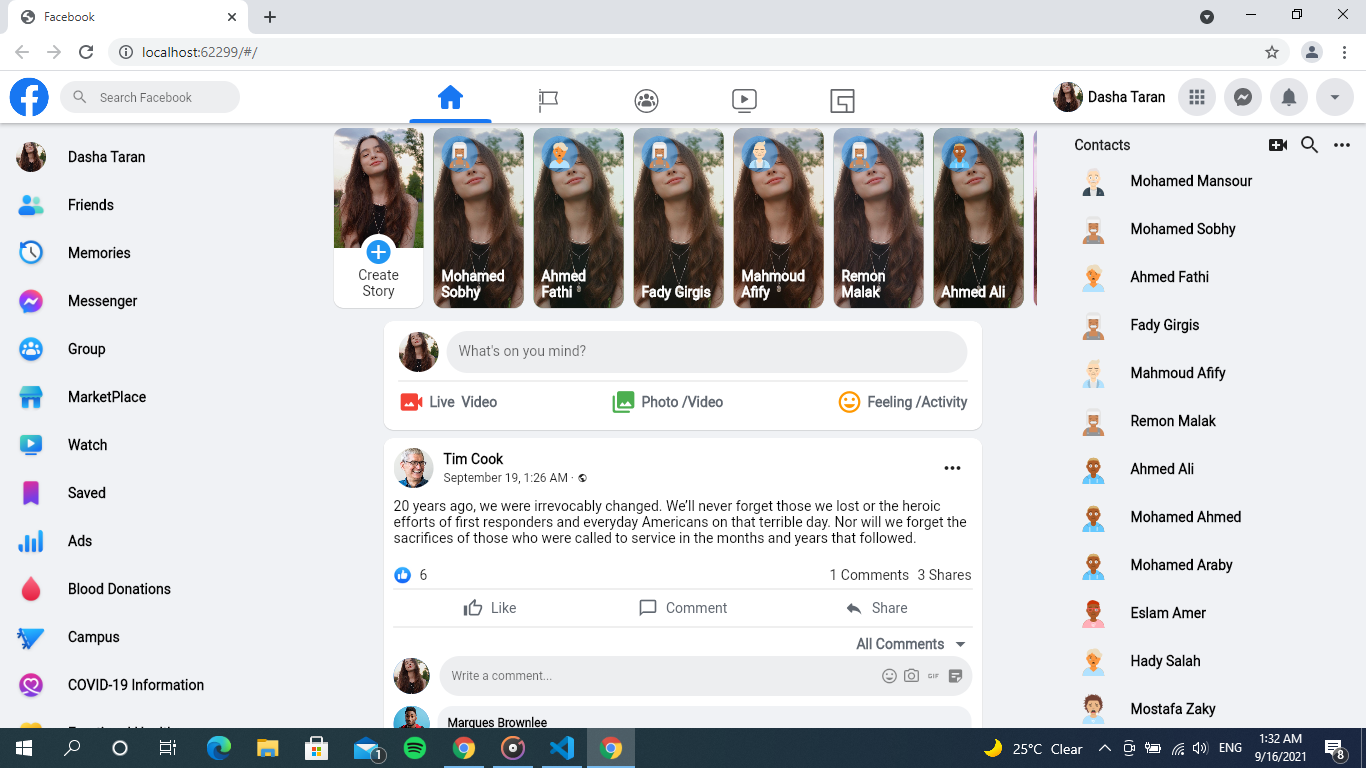 Facebook
localhost:62299/#/
Search Facebook
Dasha Taran
Dasha Taran
Friends
Memories
Messenger
Group
MarketPlace
Watch
Saved
Ads
Blood Donations
Campus
COVID-19 Information
Create
Story
Mohamed
Sobhy
Ahmed
Fathi
Fady Girgis
Mahmoud
Afify
Remon
Malak
Ahmed Ali
What's on you mind?
Live Video
Photo /Video
Feeling /Activity
Tim Cook
September 19, 1:26 AM ·
20 years ago, we were irrevocably changed. We'll never forget those we lost or the heroic
efforts of first responders and everyday Americans on that terrible day. Nor will we forget the
sacrifices of those who were called to service in the months and years that followed.
6
1 Comments 3 Shares
Like
Comment
Share
All Comments
Write a comment...
GIF
Marques Brownlee
Contacts
Mohamed Mansour
Mohamed Sobhy
Ahmed Fathi
Fady Girgis
Mahmoud Afify
Remon Malak
Ahmed Ali
Mohamed Ahmed
Mohamed Araby
Eslam Amer
Hady Salah
Mostafa Zaky
1
25°C Clear
ENG
1:32 AM
9/16/2021
8